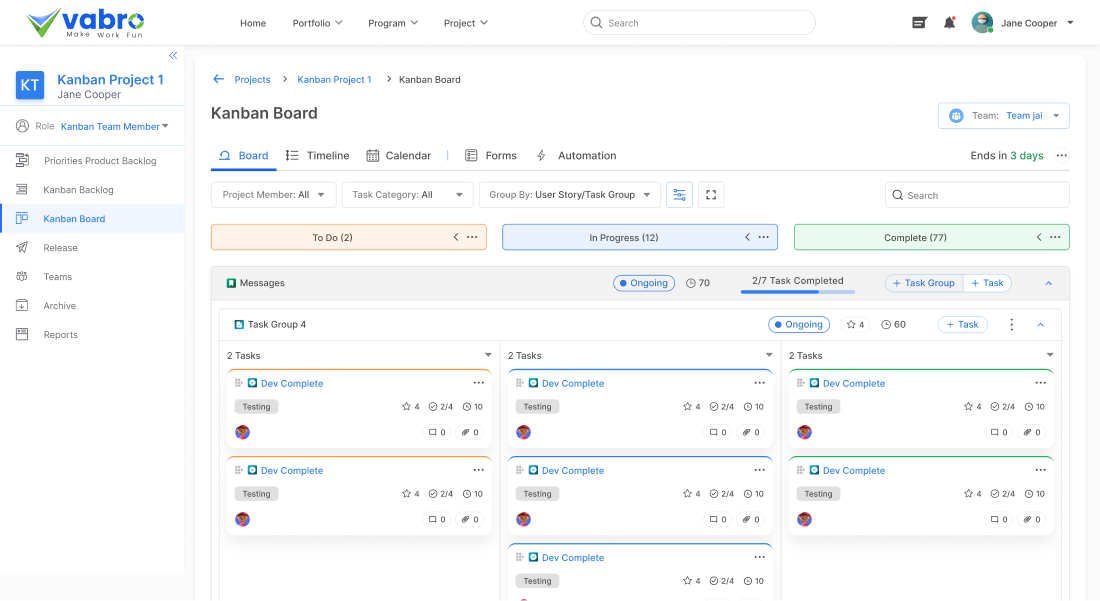 vabro
Make Work Fun
Home Portfolio Program Project Search Jane Cooper
KT Kanban Project 1
Jane Cooper
Role Kanban Team Member
Priorities Product Backlog
Kanban Backlog
Kanban Board
Release
Teams
Archive
Reports
Projects > Kanban Project 1 > Kanban Board
Kanban Board
Team: Team jai
Board Timeline Calendar | Forms Automation Ends in 3 days
Project Member: All Task Category: All Group By: User Story/Task Group Search
To Do (2) In Progress (12) Complete (77)
Messages Ongoing 70 2/7 Task Completed + Task Group + Task
Task Group 4 Ongoing 4 60 + Task
2 Tasks 2 Tasks 2 Tasks
Dev Complete Dev Complete Dev Complete
Testing 4 2/4 10 Testing 4 2/4 10 Testing 4 2/4 10
0 0 0 0 0 0
Dev Complete Dev Complete Dev Complete
Testing 4 2/4 10 Testing 4 2/4 10 Testing 4 2/4 10
0 0 0 0 0 0
Dev Complete
Testing 4 2/4 10